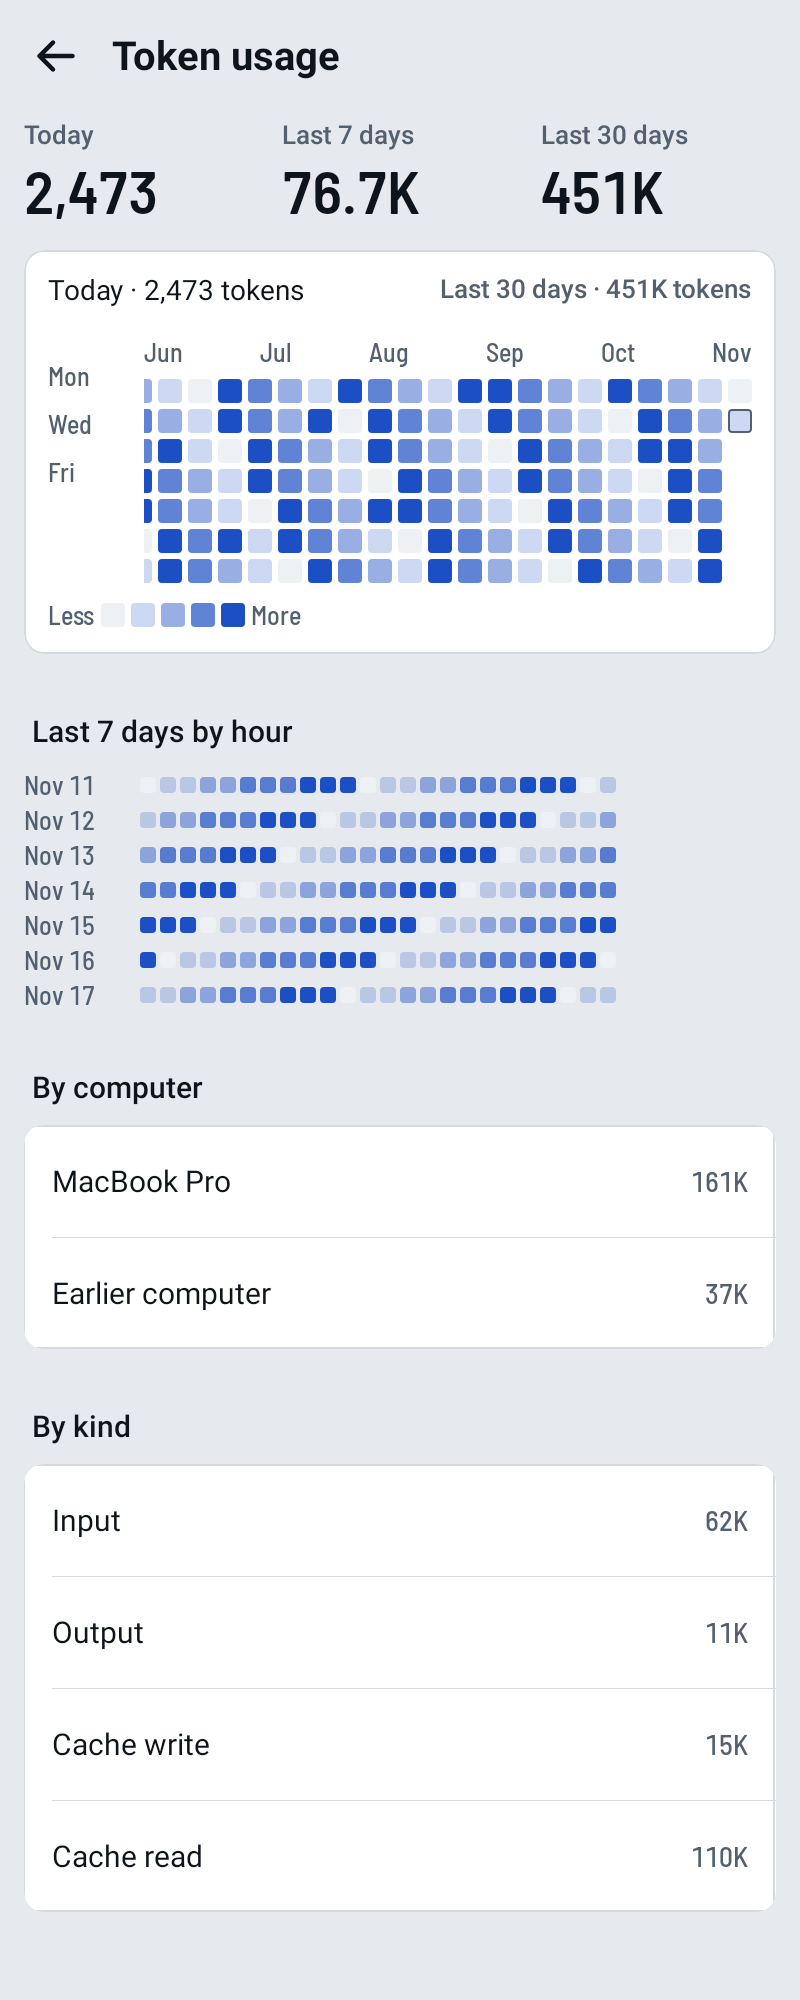 Token usage
Today Last 7 days Last 30 days
2,473 76.7K 451K
Today · 2,473 tokens Last 30 days · 451K tokens
Jun Jul Aug Sep Oct Nov
Mon
Wed
Fri
Less More
Last 7 days by hour
Nov 11
Nov 12
Nov 13
Nov 14
Nov 15
Nov 16
Nov 17
By computer
MacBook Pro 161K
Earlier computer 37K
By kind
Input 62K
Output 11K
Cache write 15K
Cache read 110K